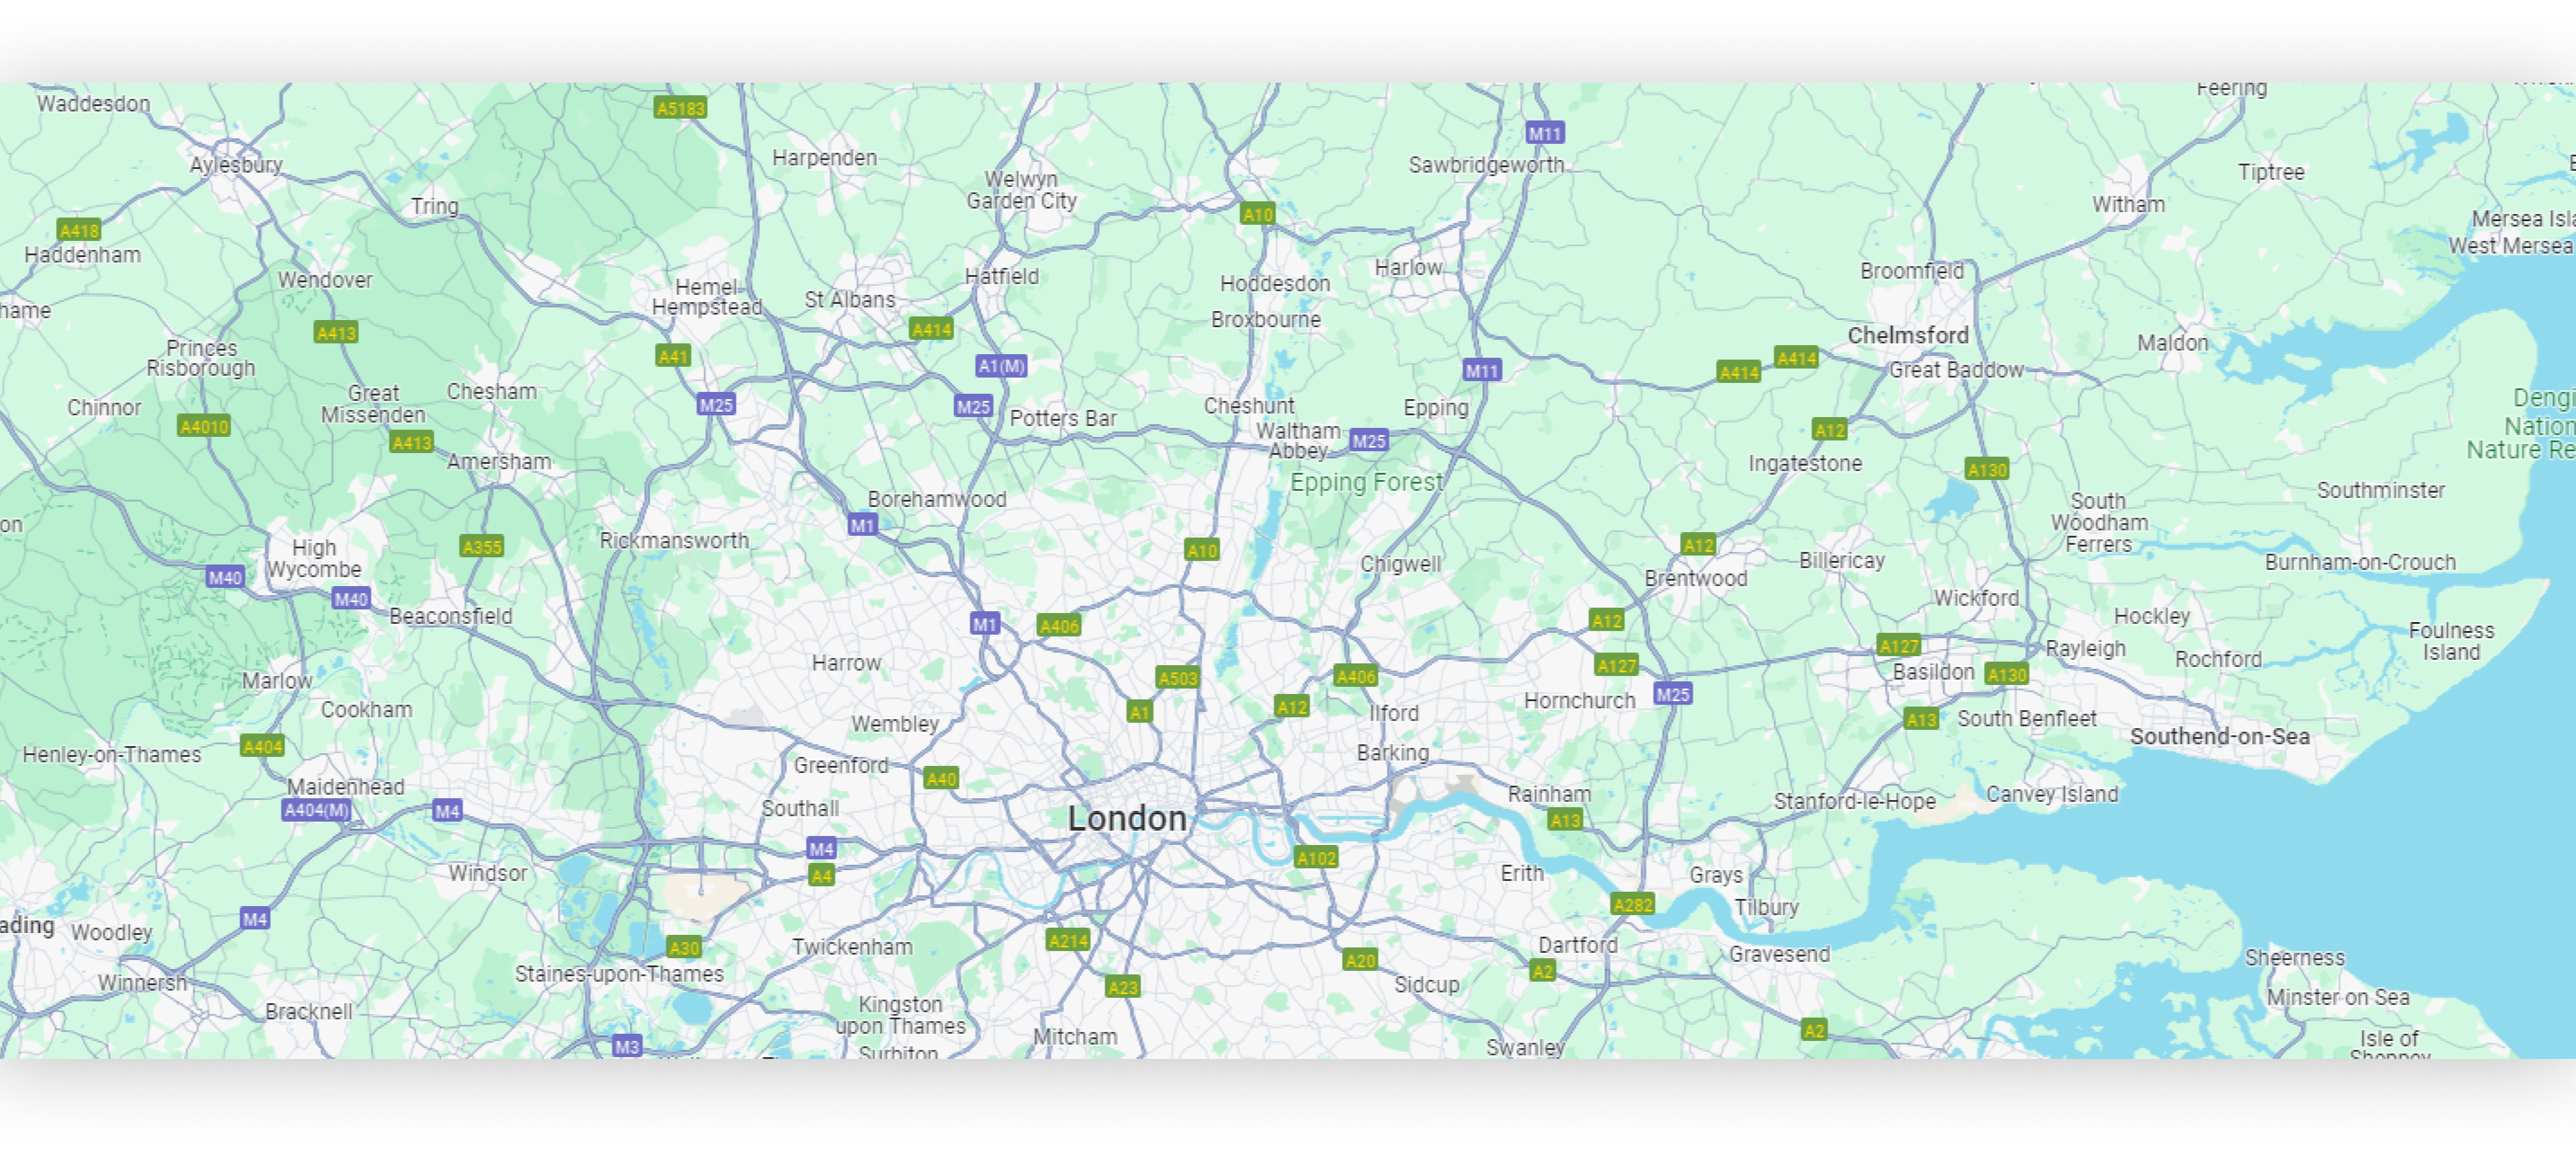 Waddesdon
A5183
Feering
M11
Harpenden
Sawbridgeworth
Aylesbury
Tiptree
Welwyn
Garden City
Tring
Witham
A10
A418
Mersea Isla
West Mersea
Haddenham
Wendover
Hatfield
Harlow
Broomfield
Hemel
Hempstead
St Albans
Hoddesdon
hame
Broxbourne
A413
A414
Chelmsford
Maldon
Princes
Risborough
A41
A1(M)
M11
A414
A414
Great Baddow
Great
Missenden
Chesham
Chinnor
M25
M25
Potters Bar
Cheshunt
Epping
Dengi
Nation
Nature Re
A4010
A413
Waltham
Abbey
M25
A12
Amersham
Ingatestone
A130
Epping Forest
Southminster
Borehamwood
South
Woodham
Ferrers
on
M1
Rickmansworth
A355
High
Wycombe
A10
Chigwell
A12
Billericay
Burnham-on-Crouch
M40
Brentwood
M40
Wickford
Beaconsfield
M1
A406
A12
Hockley
Foulness
Island
Harrow
A127
A127
Rayleigh
Rochford
Marlow
A503
A406
Basildon
A130
M25
Cookham
A1
A12
Ilford
Hornchurch
A13
South Benfleet
Wembley
Southend-on-Sea
Henley-on-Thames
A404
Barking
Greenford
A40
Maidenhead
Rainham
Stanford-le-Hope
Canvey Island
A404(M)
M4
Southall
London
A13
M4
A102
Windsor
A4
Erith
Grays
A282
Tilbury
M4
ading
Woodley
A30
Twickenham
A214
Dartford
Gravesend
A20
A2
Sheerness
Staines-upon-Thames
Winnersh
A23
Sidcup
Minster on Sea
Bracknell
Kingston
upon Thames
Mitcham
A2
M3
Swanley
Isle of
Sheppey
Surbiton